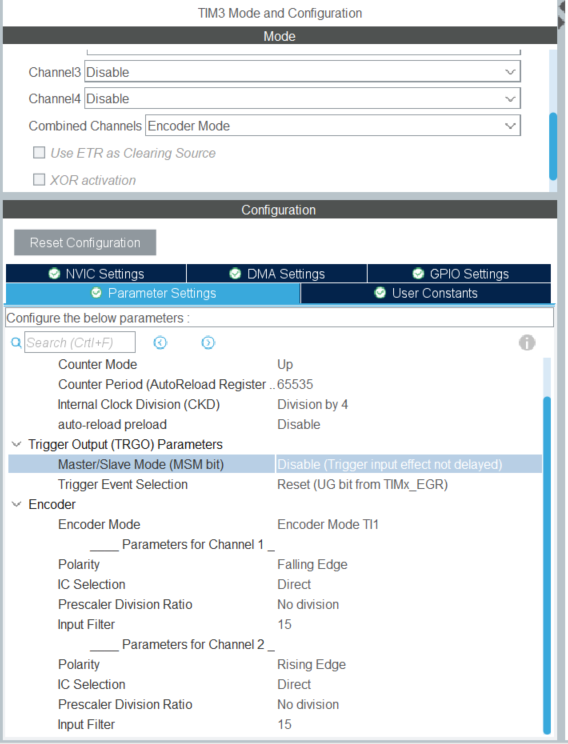 TIM3 Mode and Configuration
Mode
Channel3 Disable
Channel4 Disable
Combined Channels Encoder Mode
Use ETR as Clearing Source
XOR activation
Configuration
Reset Configuration
NVIC Settings DMA Settings GPIO Settings
Parameter Settings User Constants
Configure the below parameters :
Search (Crtl+F)
Counter Mode Up
Counter Period (AutoReload Register .. 65535
Internal Clock Division (CKD) Division by 4
auto-reload preload Disable
Trigger Output (TRGO) Parameters
Master/Slave Mode (MSM bit) Disable (Trigger input effect not delayed)
Trigger Event Selection Reset (UG bit from TIMx_EGR)
Encoder
Encoder Mode Encoder Mode TI1
____ Parameters for Channel 1 _
Polarity Falling Edge
IC Selection Direct
Prescaler Division Ratio No division
Input Filter 15
____ Parameters for Channel 2 _
Polarity Rising Edge
IC Selection Direct
Prescaler Division Ratio No division
Input Filter 15